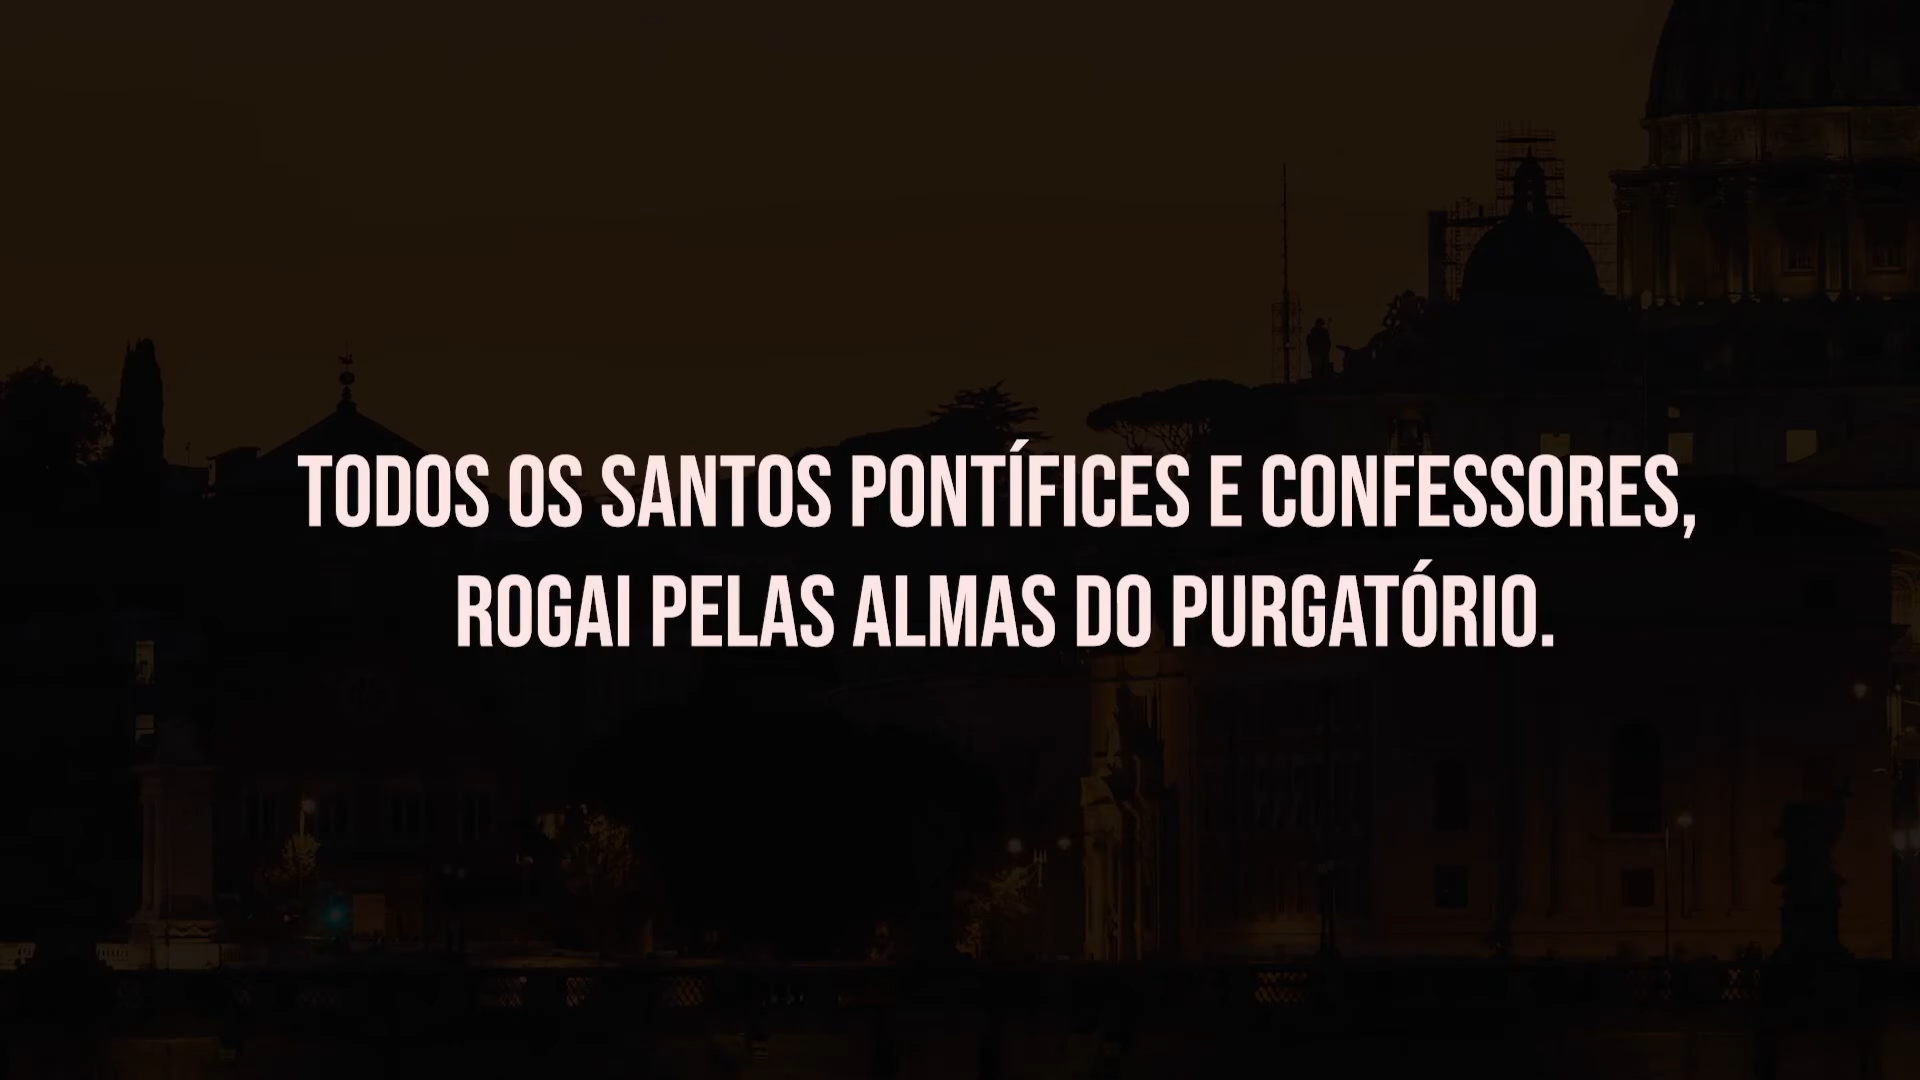 TODOS OS SANTOS PONTÍFICES E CONFESSORES,
ROGAI PELAS ALMAS DO PURGATÓRIO.